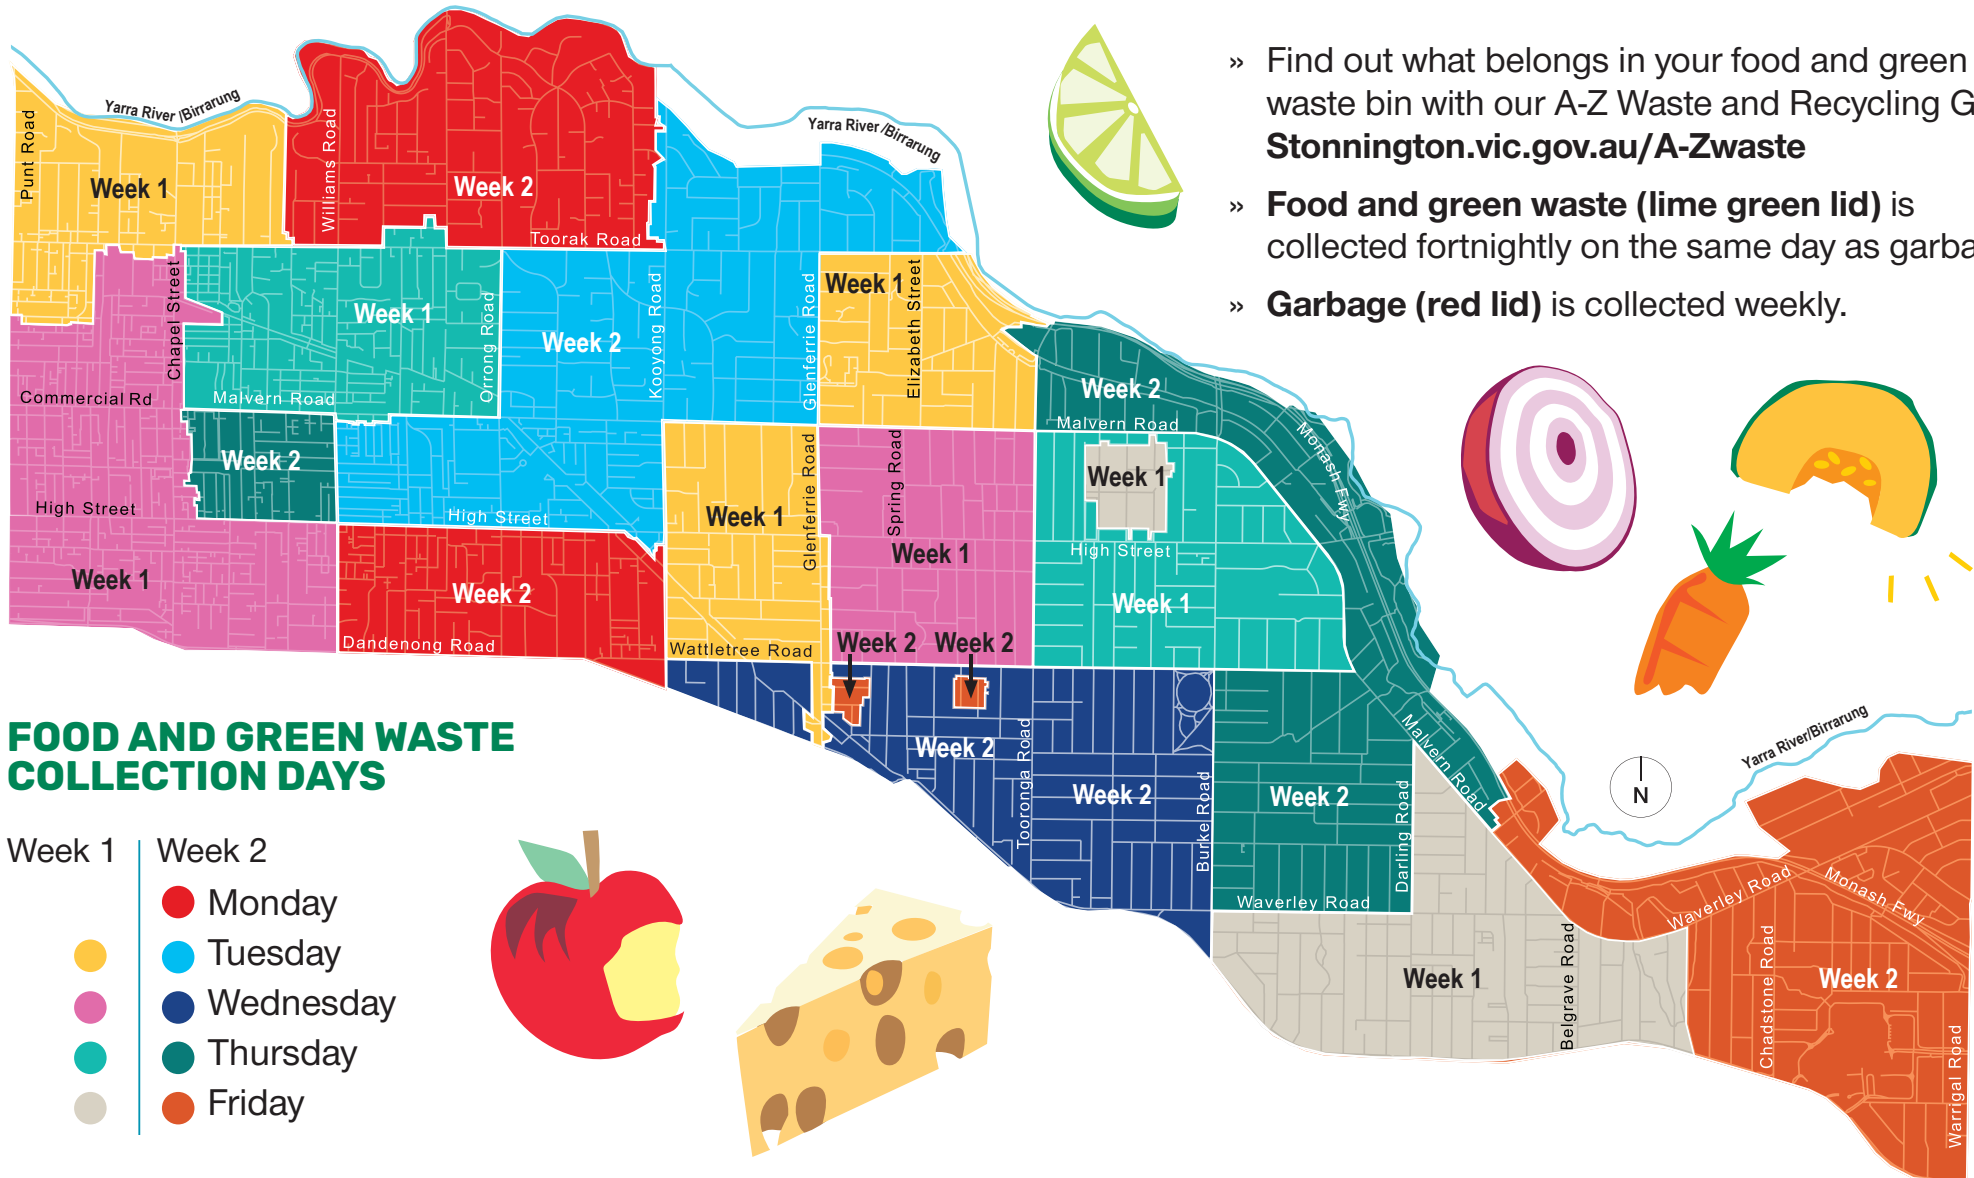 » Find out what belongs in your food and green
waste bin with our A-Z Waste and Recycling G
Stonnington.vic.gov.au/A-Zwaste
» Food and green waste (lime green lid) is
collected fortnightly on the same day as garba
» Garbage (red lid) is collected weekly.
Yarra River /Birrarung
Yarra River /Birrarung
Punt Road
Week 1
Williams Road
Week 2
Toorak Road
Chapel Street
Week 1
Orrong Road
Week 2
Kooyong Road
Glenferrie Road
Week 1
Elizabeth Street
Commercial Rd
Malvern Road
Week 2
Malvern Road
Monash Fwy
Week 2
High Street
High Street
Week 1
Glenferrie Road
Spring Road
Week 1
Week 1
High Street
Week 1
Week 1
Week 2
Dandenong Road
Wattletree Road
Week 2
Week 2
Week 2
Tooronga Road
Week 2
Burke Road
Week 2
Darling Road
Malvern Road
Waverley Road
Yarra River/Birrarung
N
Waverley Road
Monash Fwy
Week 1
Belgrave Road
Chadstone Road
Week 2
Warrigal Road
FOOD AND GREEN WASTE
COLLECTION DAYS
Week 1 Week 2
Monday
Tuesday
Wednesday
Thursday
Friday